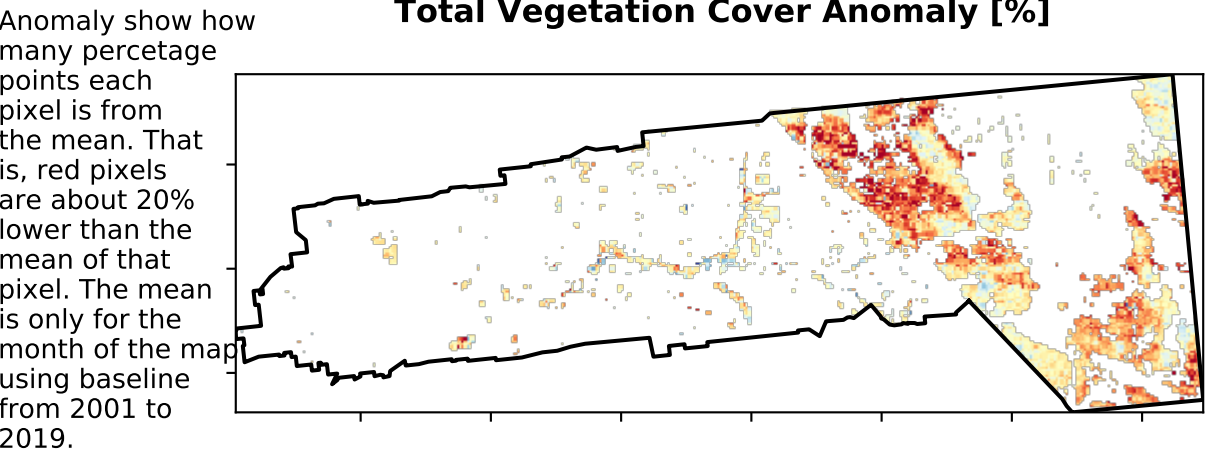 Total Vegetation Cover Anomaly [%]
Anomaly show how
many percetage
points each
pixel is from
the mean. That
is, red pixels
are about 20%
lower than the
mean of that
pixel. The mean
is only for the
month of the map
using baseline
from 2001 to
2019.